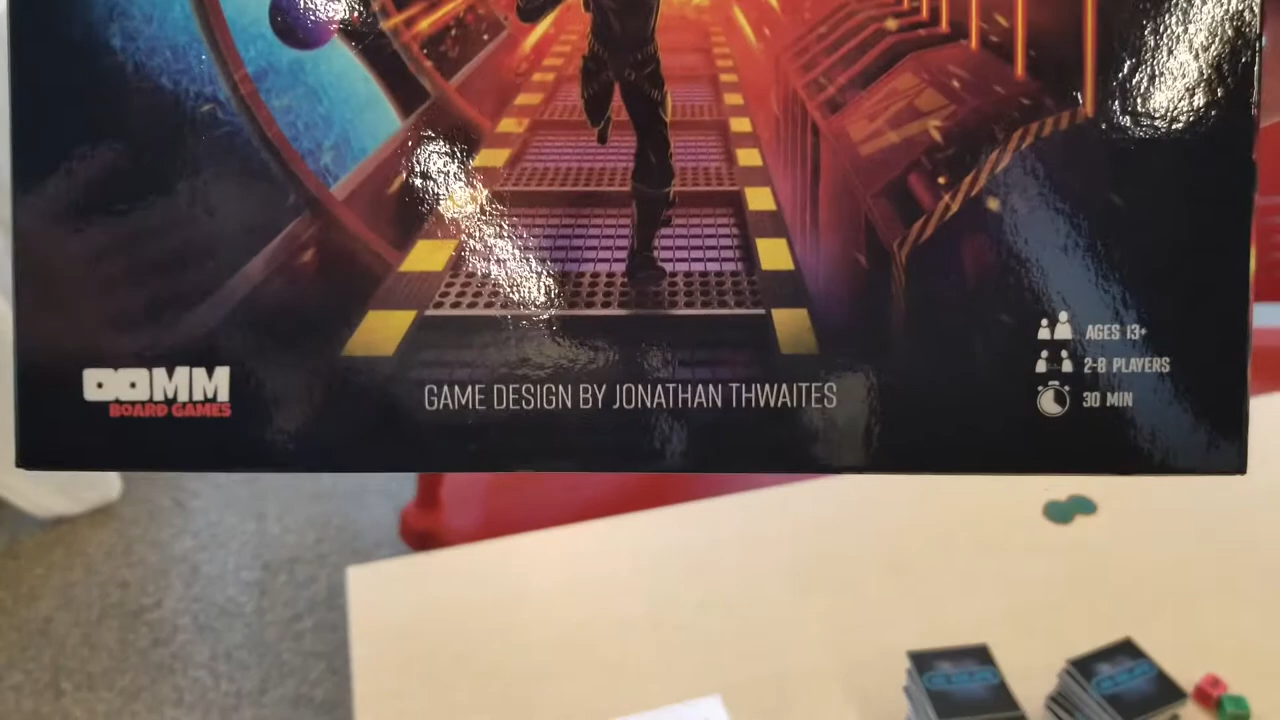 OOMM
BOARD GAMES
GAME DESIGN BY JONATHAN THWAITES
AGES 13+
2-8 PLAYERS
30 MIN